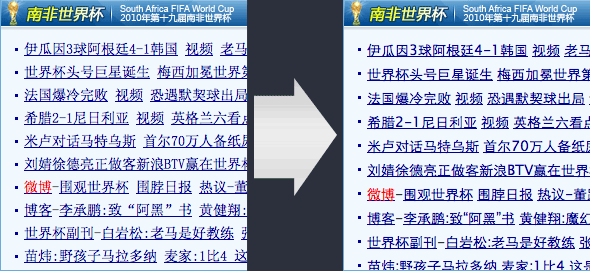 南非世界杯
South Africa FIFA World Cup
2010年第十九届南非世界杯
伊瓜因3球阿根廷4-1韩国 视频 老马
世界杯头号巨星诞生 梅西加冕世界第
法国爆冷完败 视频 恐遇默契球出局
希腊2-1尼日利亚 视频 英格兰六看点
米卢对话马特乌斯 首尔70万人备纸尿
刘婧徐德亮正做客新浪BTV赢在世界杯
微博-围观世界杯 围脖日报 热议-董
博客-李承鹏:致“阿黑”书 黄健翔:
世界杯副刊-白岩松:老马是好教练 张
苗炜:野孩子马拉多纳 麦家:1比4 这
南非世界杯
South Africa FIFA World Cup
2010年第十九届南非世界杯
伊瓜因3球阿根廷4-1韩国 视频 老马
世界杯头号巨星诞生 梅西加冕世界第
法国爆冷完败 视频 恐遇默契球出局
希腊2-1尼日利亚 视频 英格兰六看点
米卢对话马特乌斯 首尔70万人备纸尿
刘婧徐德亮正做客新浪BTV赢在世界杯
微博-围观世界杯 围脖日报 热议-董
博客-李承鹏:致“阿黑”书 黄健翔:魔幻
世界杯副刊-白岩松:老马是好教练 张
苗炜:野孩子马拉多纳 麦家:1比4 这是